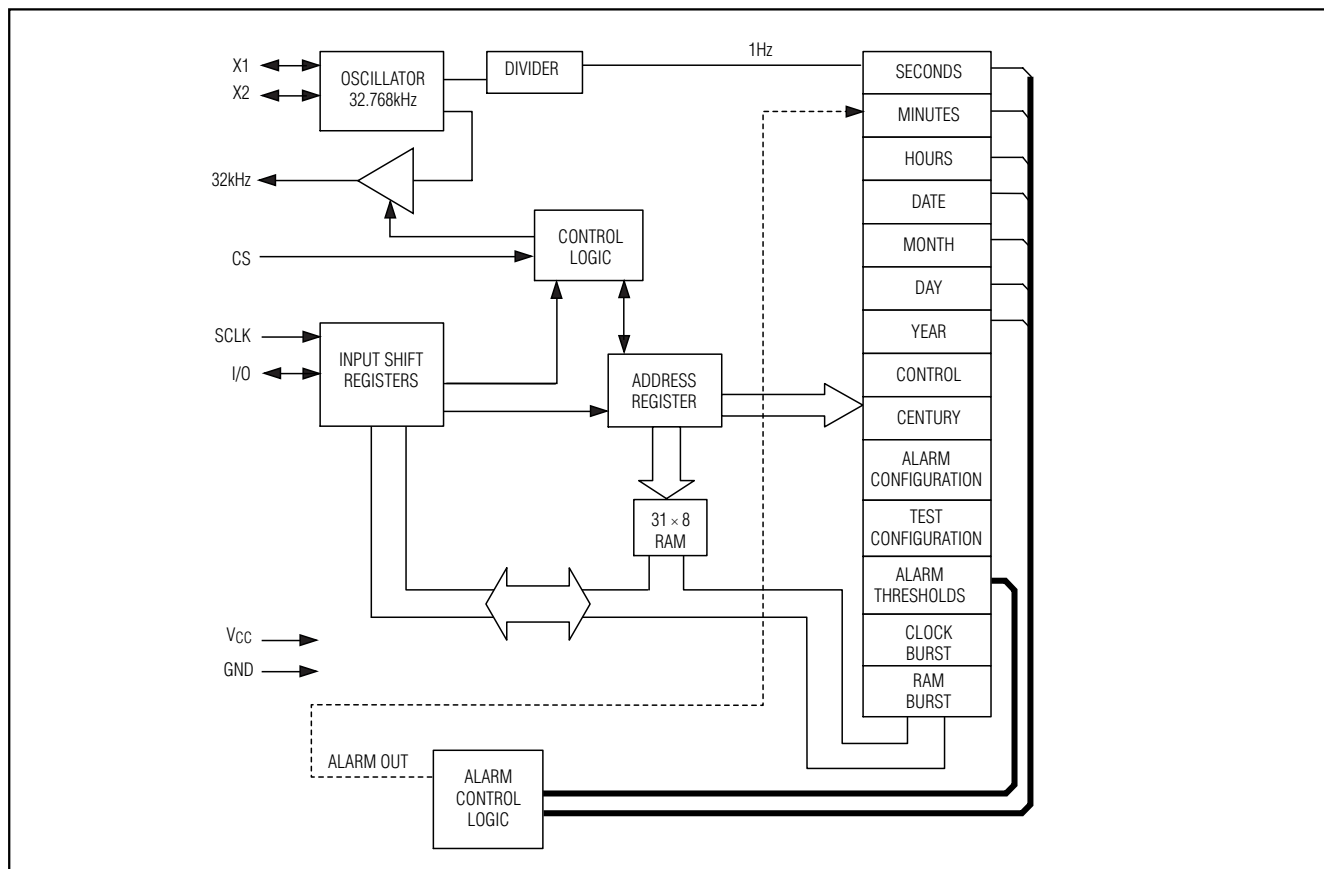 X1
X2
OSCILLATOR
32.768kHz
DIVIDER
1Hz
32kHz
CS
CONTROL
LOGIC
SCLK
I/O
INPUT SHIFT
REGISTERS
ADDRESS
REGISTER
31 × 8
RAM
VCC
GND
ALARM OUT
ALARM
CONTROL
LOGIC
SECONDS
MINUTES
HOURS
DATE
MONTH
DAY
YEAR
CONTROL
CENTURY
ALARM
CONFIGURATION
TEST
CONFIGURATION
ALARM
THRESHOLDS
CLOCK
BURST
RAM
BURST